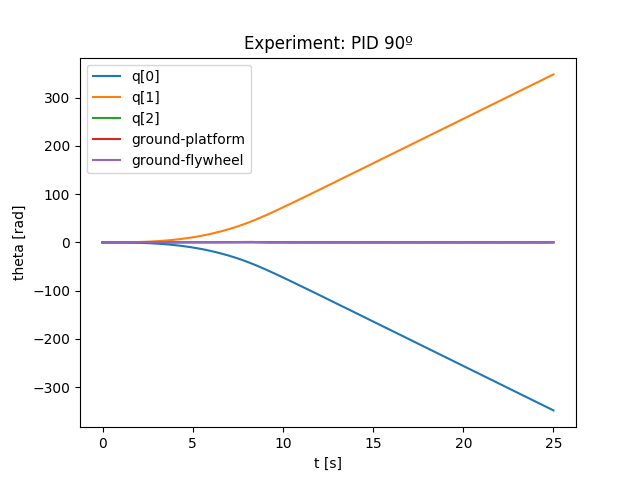 Experiment: PID 90º
q[0]
q[1]
q[2]
ground-platform
ground-flywheel
theta [rad]
300
200
100
0
−100
−200
−300
0 5 10 15 20 25
t [s]